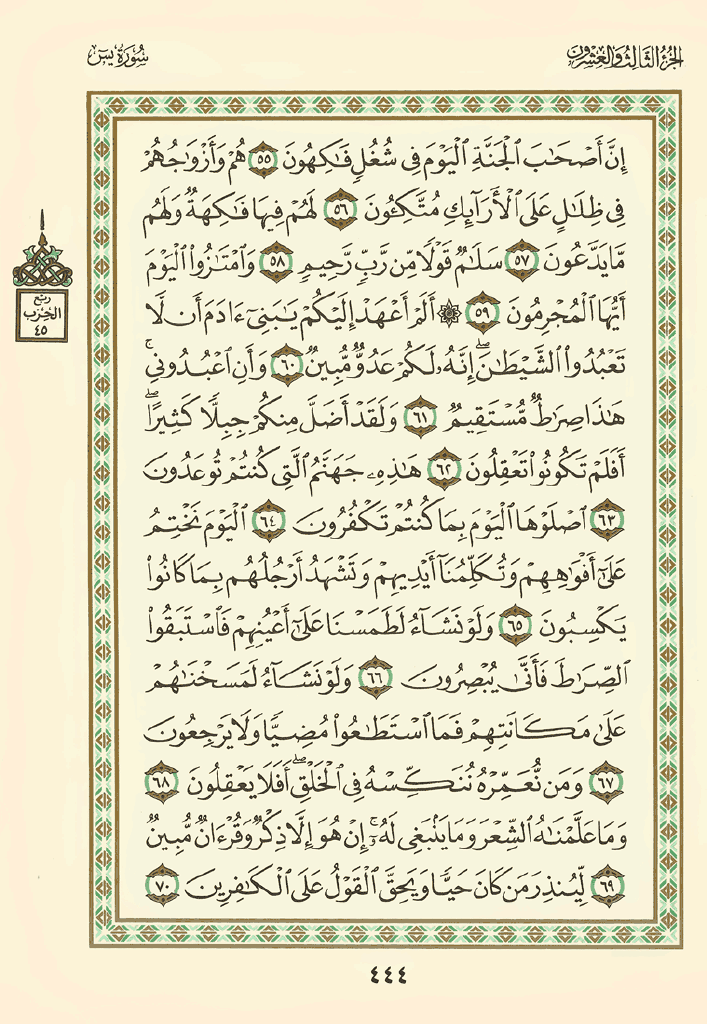 الجزء الثالث والعشرون
سورة يس
إِنَّ أَصْحَٰبَ ٱلْجَنَّةِ ٱلْيَوْمَ فِى شُغُلٍ فَٰكِهُونَ ٥٥ هُمْ وَأَزْوَٰجُهُمْ
فِى ظِلَٰلٍ عَلَى ٱلْأَرَآئِكِ مُتَّكِـُٔونَ ٥٦ لَهُمْ فِيهَا فَٰكِهَةٌ وَلَهُم
مَّا يَدَّعُونَ ٥٧ سَلَٰمٌ قَوْلًا مِّن رَّبٍّ رَّحِيمٍ ٥٨ وَٱمْتَٰزُوا۟ ٱلْيَوْمَ
أَيُّهَا ٱلْمُجْرِمُونَ ٥٩ ۞ أَلَمْ أَعْهَدْ إِلَيْكُمْ يَٰبَنِىٓ ءَادَمَ أَن لَّا
تَعْبُدُوا۟ ٱلشَّيْطَٰنَ ۖ إِنَّهُۥ لَكُمْ عَدُوٌّ مُّبِينٌ ٦٠ وَأَنِ ٱعْبُدُونِى ۚ
هَٰذَا صِرَٰطٌ مُّسْتَقِيمٌ ٦١ وَلَقَدْ أَضَلَّ مِنكُمْ جِبِلًّا كَثِيرًا ۖ
أَفَلَمْ تَكُونُوا۟ تَعْقِلُونَ ٦٢ هَٰذِهِۦ جَهَنَّمُ ٱلَّتِى كُنتُمْ تُوعَدُونَ
٦٣ ٱصْلَوْهَا ٱلْيَوْمَ بِمَا كُنتُمْ تَكْفُرُونَ ٦٤ ٱلْيَوْمَ نَخْتِمُ
عَلَىٰٓ أَفْوَٰهِهِمْ وَتُكَلِّمُنَآ أَيْدِيهِمْ وَتَشْهَدُ أَرْجُلُهُم بِمَا كَانُوا۟
يَكْسِبُونَ ٦٥ وَلَوْ نَشَآءُ لَطَمَسْنَا عَلَىٰٓ أَعْيُنِهِمْ فَٱسْتَبَقُوا۟
ٱلصِّرَٰطَ فَأَنَّىٰ يُبْصِرُونَ ٦٦ وَلَوْ نَشَآءُ لَمَسَخْنَٰهُمْ
عَلَىٰ مَكَانَتِهِمْ فَمَا ٱسْتَطَٰعُوا۟ مُضِيًّا وَلَا يَرْجِعُونَ
٦٧ وَمَن نُّعَمِّرْهُ نُنَكِّسْهُ فِى ٱلْخَلْقِ ۖ أَفَلَا يَعْقِلُونَ ٦٨
وَمَا عَلَّمْنَٰهُ ٱلشِّعْرَ وَمَا يَنۢبَغِى لَهُۥٓ ۚ إِنْ هُوَ إِلَّا ذِكْرٌ وَقُرْءَانٌ مُّبِينٌ
٦٩ لِّيُنذِرَ مَن كَانَ حَيًّا وَيَحِقَّ ٱلْقَوْلُ عَلَى ٱلْكَٰفِرِينَ ٧٠
ربع
الحزب
٤٥
٤٤٤